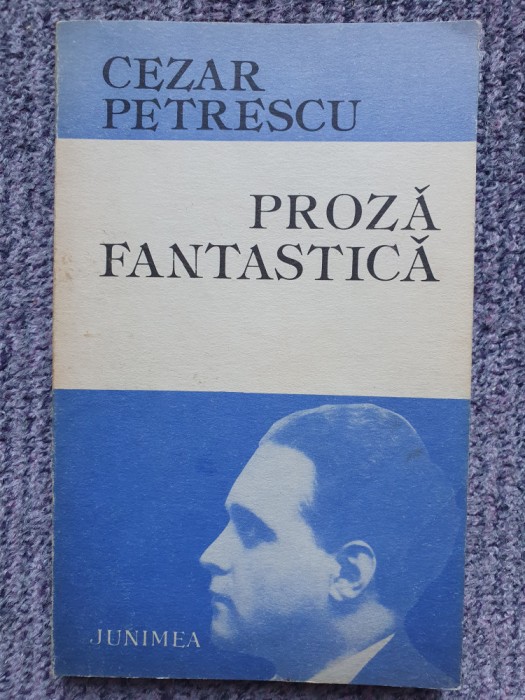 CEZAR
PETRESCU
PROZĂ
FANTASTICĂ
JUNIMEA